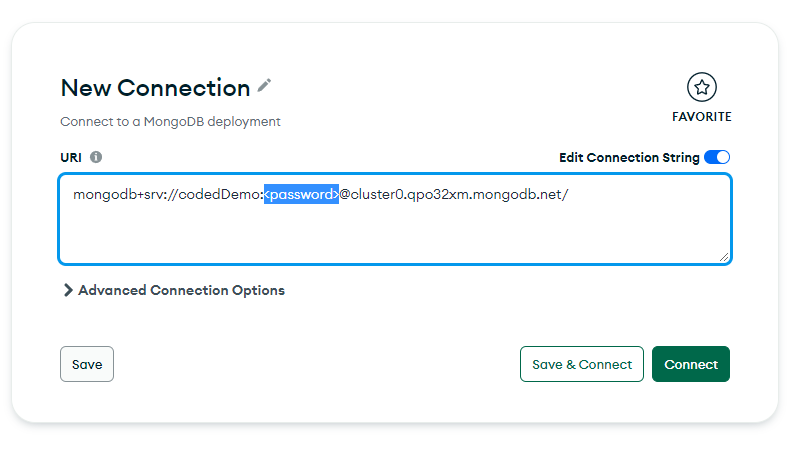 New Connection
FAVORITE
Connect to a MongoDB deployment
URI
Edit Connection String
mongodb+srv://codedDemo:<password>@cluster0.qpo32xm.mongodb.net/
Advanced Connection Options
Save
Save & Connect
Connect